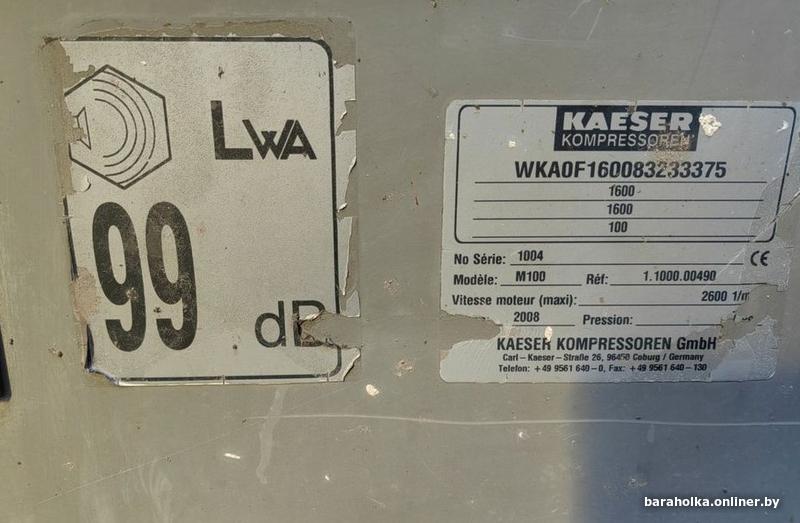 LWA
99
dB
KAESER
KOMPRESSOREN
WKA0F160083233375
1600
1600
100
No Série: 1004
Modèle: M100 Réf: 1.1000.00490
Vitesse moteur (maxi): 2600 1/m
2008 Pression:
KAESER KOMPRESSOREN GmbH
Carl – Kaeser – Straße 26, 96450 Coburg / Germany
Telefon: +49 9561 640 – 0, Fax: +49 9561 640 – 130
baraholka.onliner.by